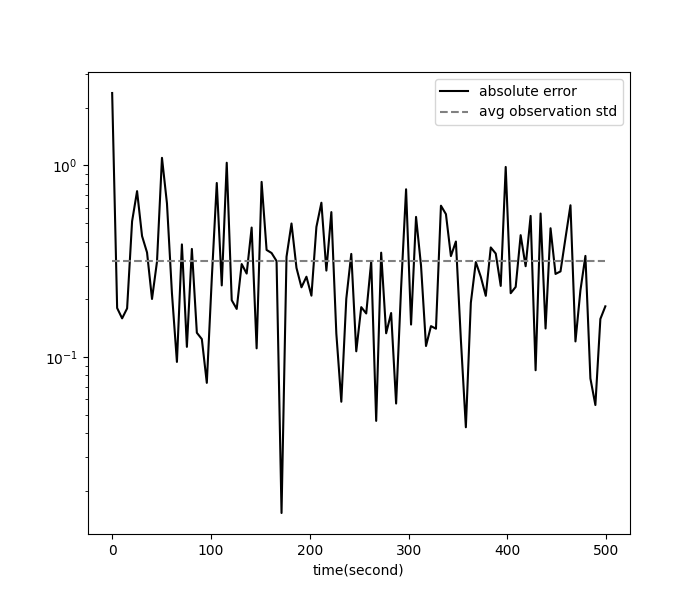 absolute error
avg observation std
10⁰
10⁻¹
0 100 200 300 400 500
time(second)